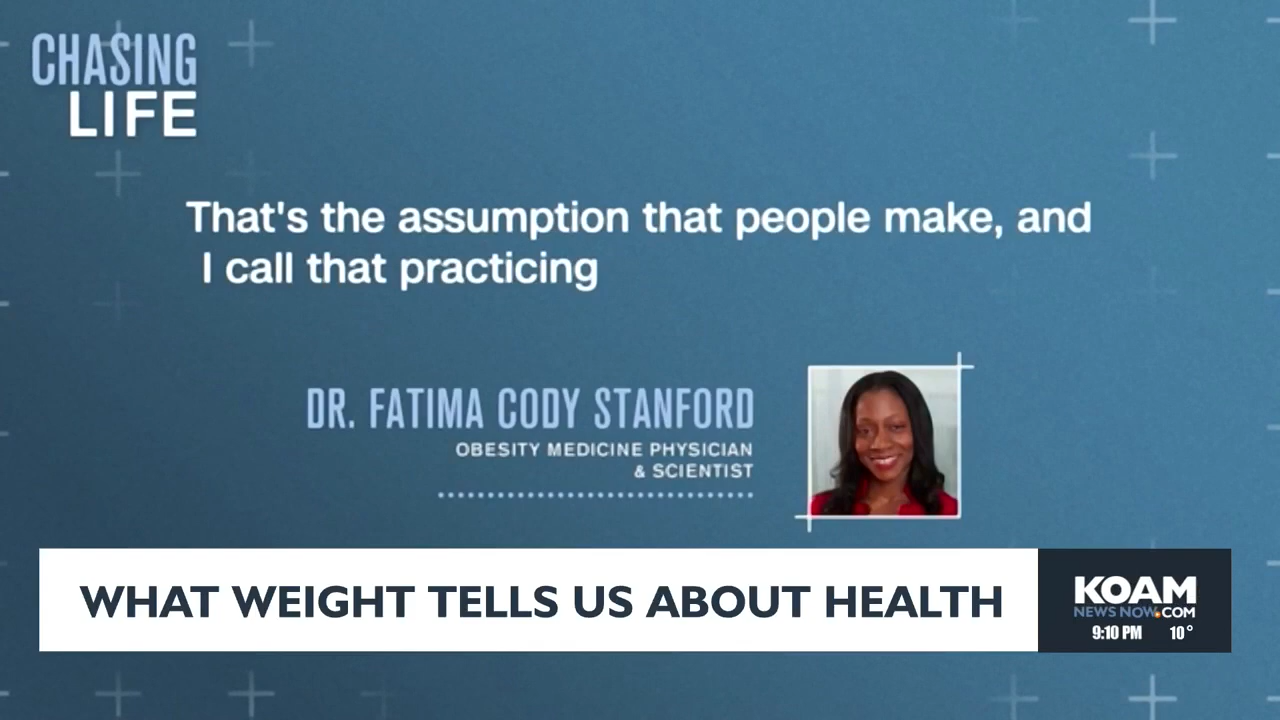 CHASING
LIFE
That's the assumption that people make, and
I call that practicing
DR. FATIMA CODY STANFORD
OBESITY MEDICINE PHYSICIAN
& SCIENTIST
WHAT WEIGHT TELLS US ABOUT HEALTH
KOAM
NEWS NOW.COM
9:10 PM 10°